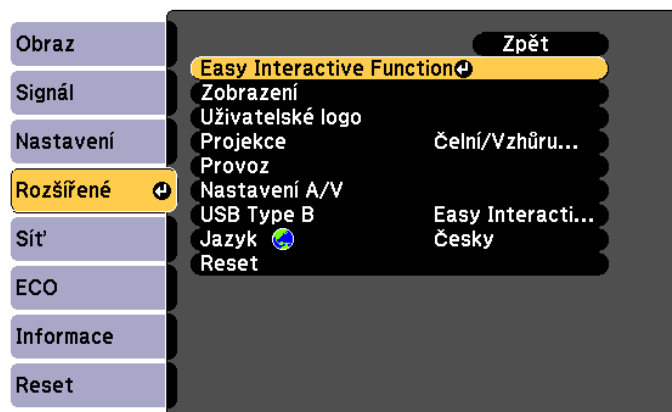 Obraz
Signál
Nastavení
Rozšířené
Síť
ECO
Informace
Reset
Zpět
Easy Interactive Function
Zobrazení
Uživatelské logo
Projekce Čelní/Vzhůru...
Provoz
Nastavení A/V
USB Type B Easy Interacti...
Jazyk Česky
Reset